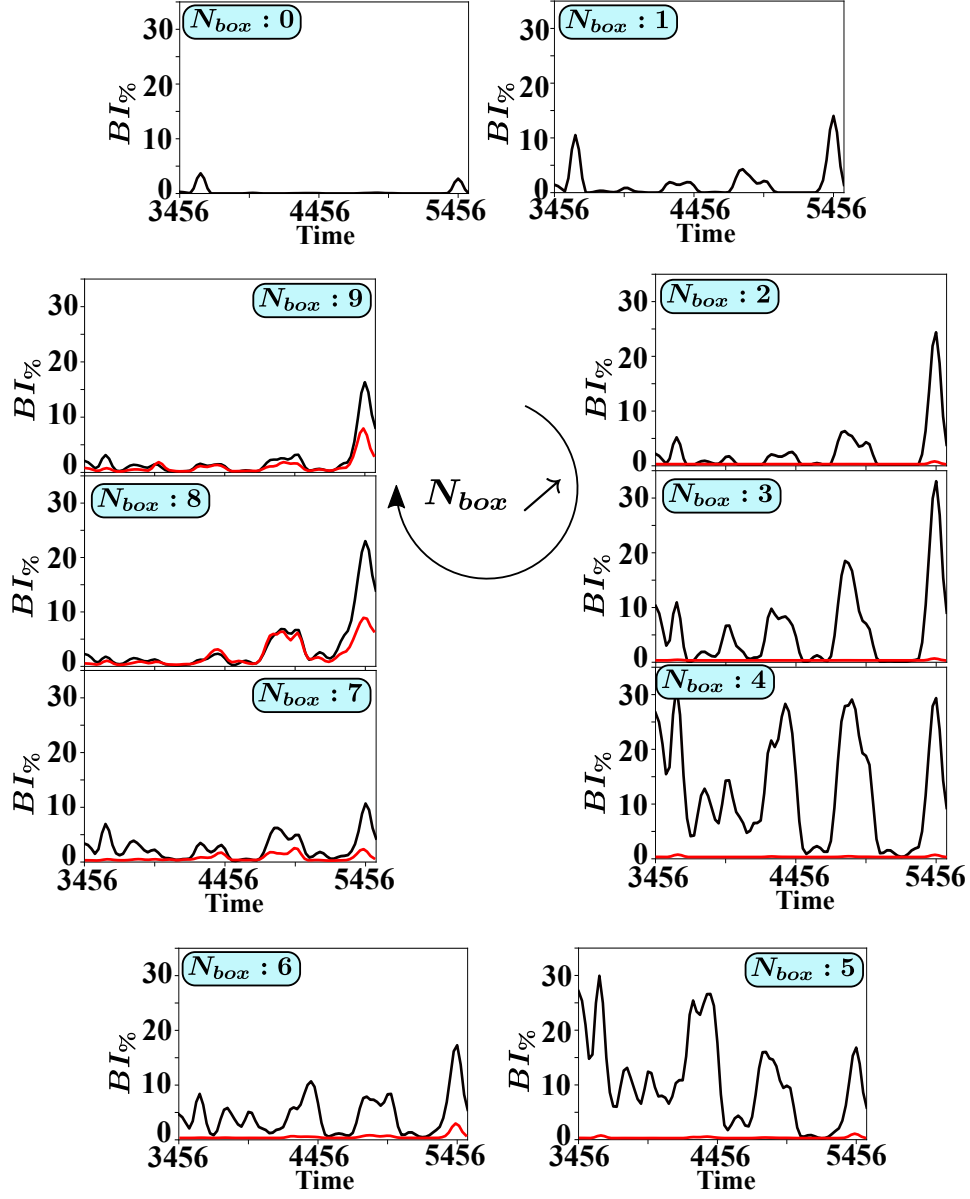 N_box : 0
BI%
30
20
10
0
3456
4456
5456
Time
N_box : 1
BI%
30
20
10
0
3456
4456
5456
Time
N_box : 9
BI%
30
20
10
0
N_box : 8
BI%
30
20
10
0
N_box : 7
BI%
30
20
10
0
3456
4456
5456
Time
N_box ↗
N_box : 2
BI%
30
20
10
0
N_box : 3
BI%
30
20
10
0
N_box : 4
BI%
30
20
10
0
3456
4456
5456
Time
N_box : 6
BI%
30
20
10
0
3456
4456
5456
Time
N_box : 5
BI%
30
20
10
0
3456
4456
5456
Time